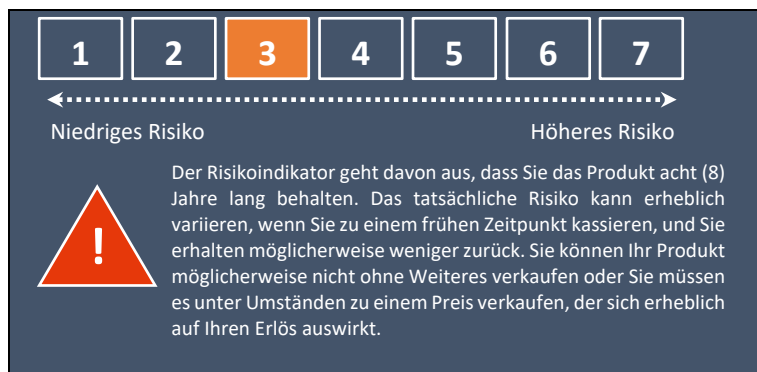 1 2 3 4 5 6 7
Niedriges Risiko Höheres Risiko
Der Risikoindikator geht davon aus, dass Sie das Produkt acht (8)
Jahre lang behalten. Das tatsächliche Risiko kann erheblich
variieren, wenn Sie zu einem frühen Zeitpunkt kassieren, und Sie
erhalten möglicherweise weniger zurück. Sie können Ihr Produkt
möglicherweise nicht ohne Weiteres verkaufen oder Sie müssen
es unter Umständen zu einem Preis verkaufen, der sich erheblich
auf Ihren Erlös auswirkt.
!